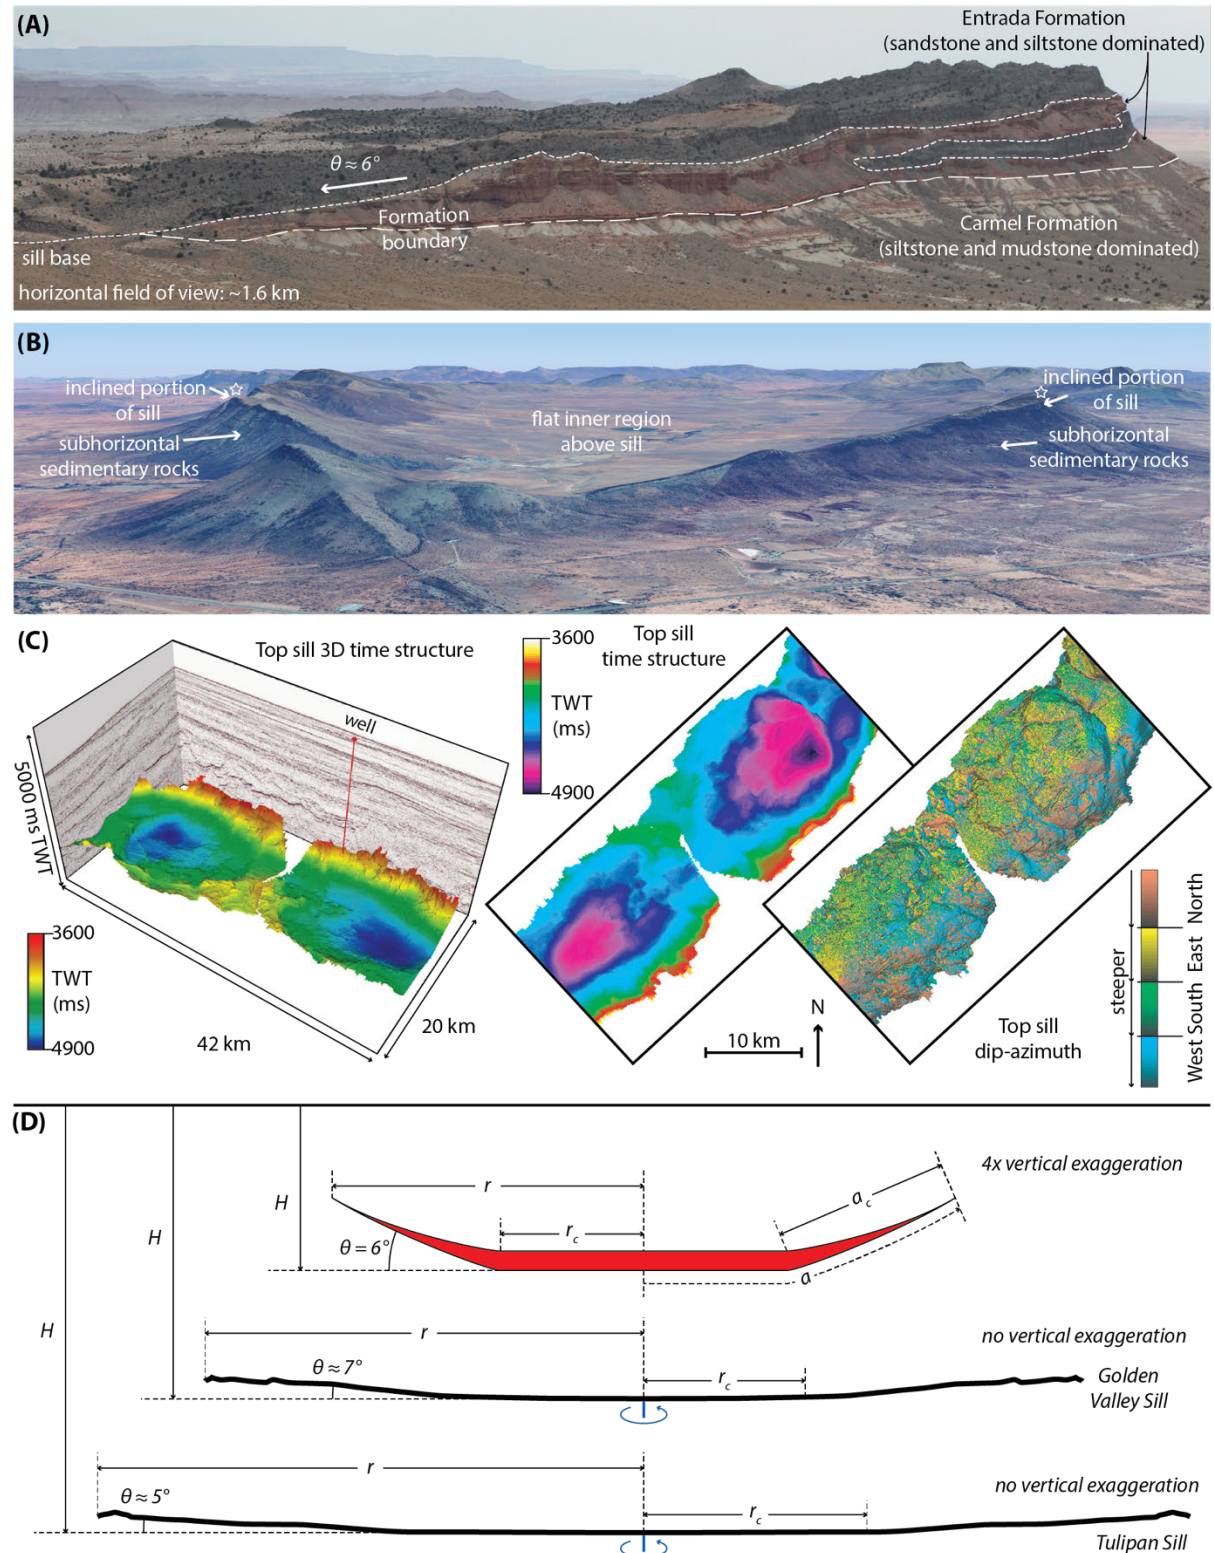 (A)
Entrada Formation
(sandstone and siltstone dominated)
θ ≈ 6°
Formation
boundary
Carmel Formation
(siltstone and mudstone dominated)
sill base
horizontal field of view: ~1.6 km
(B)
inclined portion
of sill
subhorizontal
sedimentary rocks
flat inner region
above sill
inclined portion
of sill
subhorizontal
sedimentary rocks
(C)
Top sill 3D time structure
well
5000 ms TWT
3600
TWT
(ms)
4900
42 km
20 km
3600
TWT
(ms)
4900
Top sill
time structure
10 km
N
Top sill
dip-azimuth
steeper
West South East North
(D)
H
H
H
4x vertical exaggeration
r
a_c
r_c
θ = 6°
a
no vertical exaggeration
r
θ ≈ 7°
r_c
Golden
Valley Sill
r
no vertical exaggeration
θ ≈ 5°
r_c
Tulipan Sill